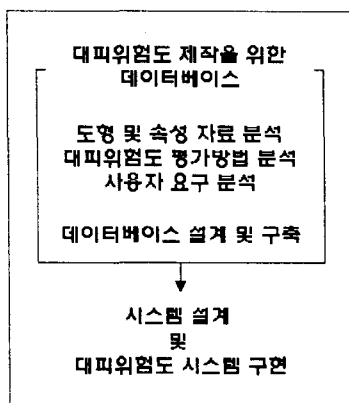 대피위험도 제작을 위한
데이터베이스
도형 및 속성 자료 분석
대피위험도 평가방법 분석
사용자 요구 분석
데이터베이스 설계 및 구축
시스템 설계
및
대피위험도 시스템 구현